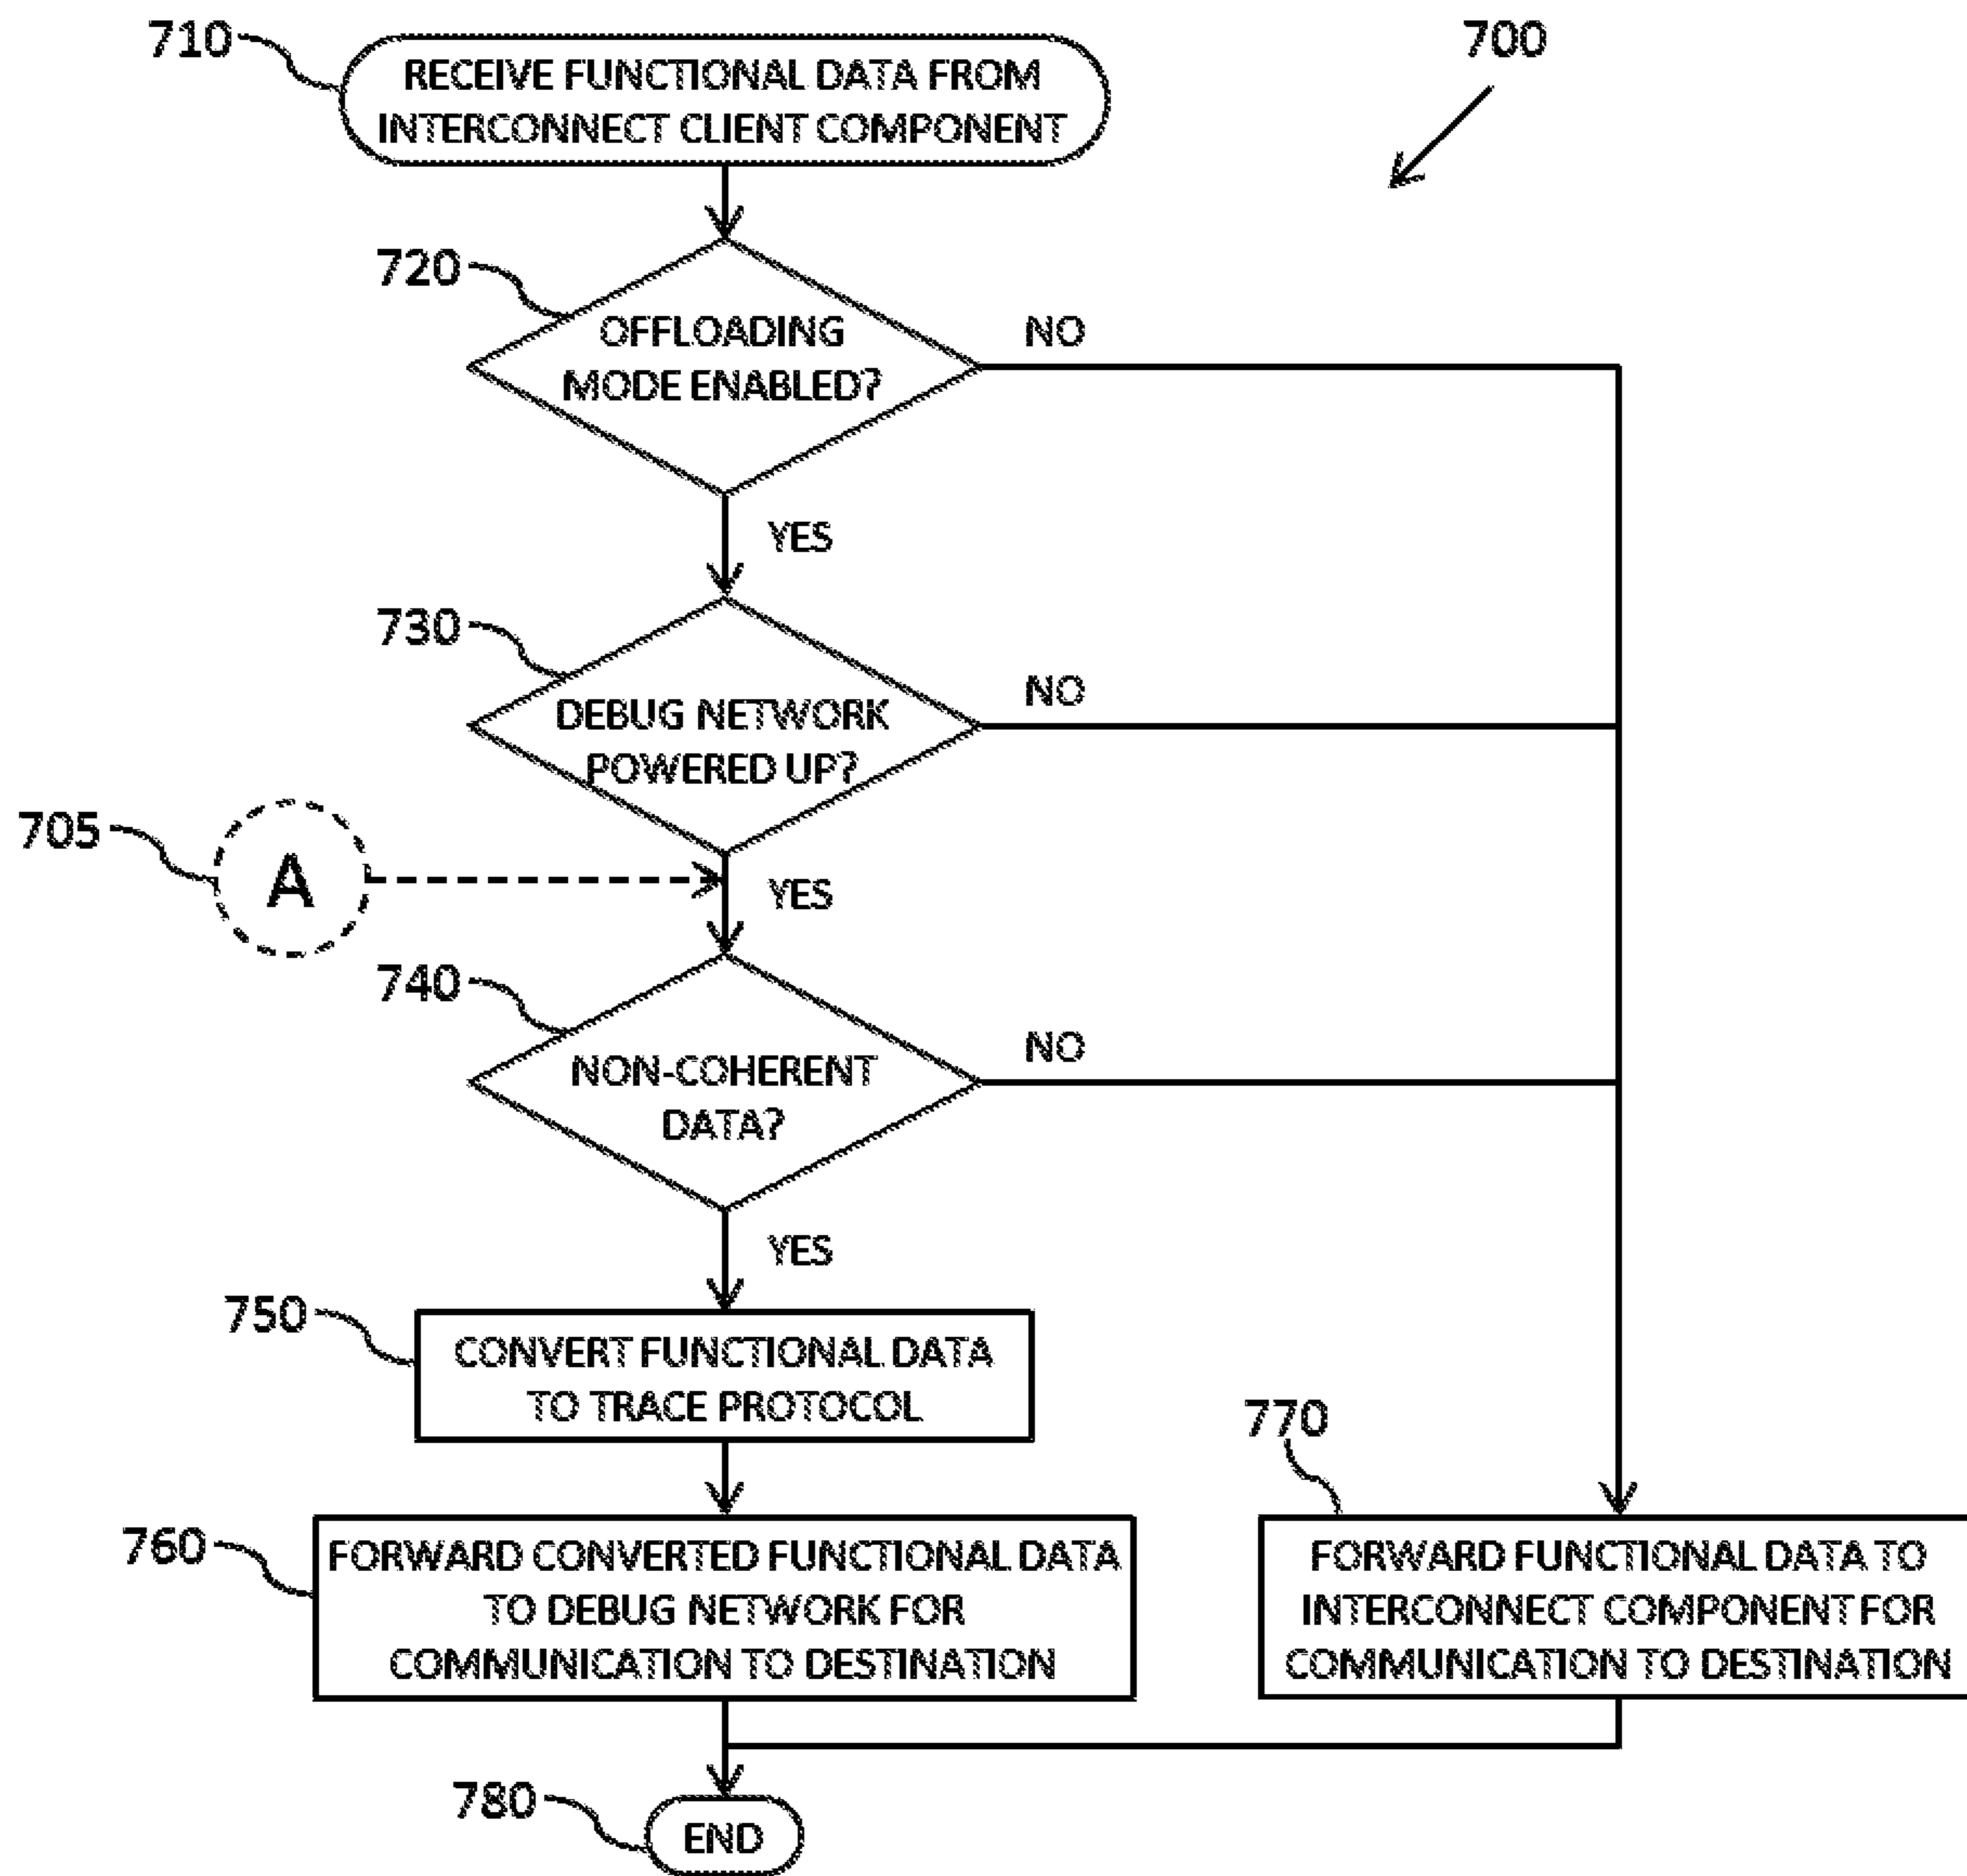 710
RECEIVE FUNCTIONAL DATA FROM
INTERCONNECT CLIENT COMPONENT
700
720
OFFLOADING
MODE ENABLED?
NO
YES
730
DEBUG NETWORK
POWERED UP?
NO
705
A
YES
740
NON-COHERENT
DATA?
NO
YES
750
CONVERT FUNCTIONAL DATA
TO TRACE PROTOCOL
760
FORWARD CONVERTED FUNCTIONAL DATA
TO DEBUG NETWORK FOR
COMMUNICATION TO DESTINATION
770
FORWARD FUNCTIONAL DATA TO
INTERCONNECT COMPONENT FOR
COMMUNICATION TO DESTINATION
780
END